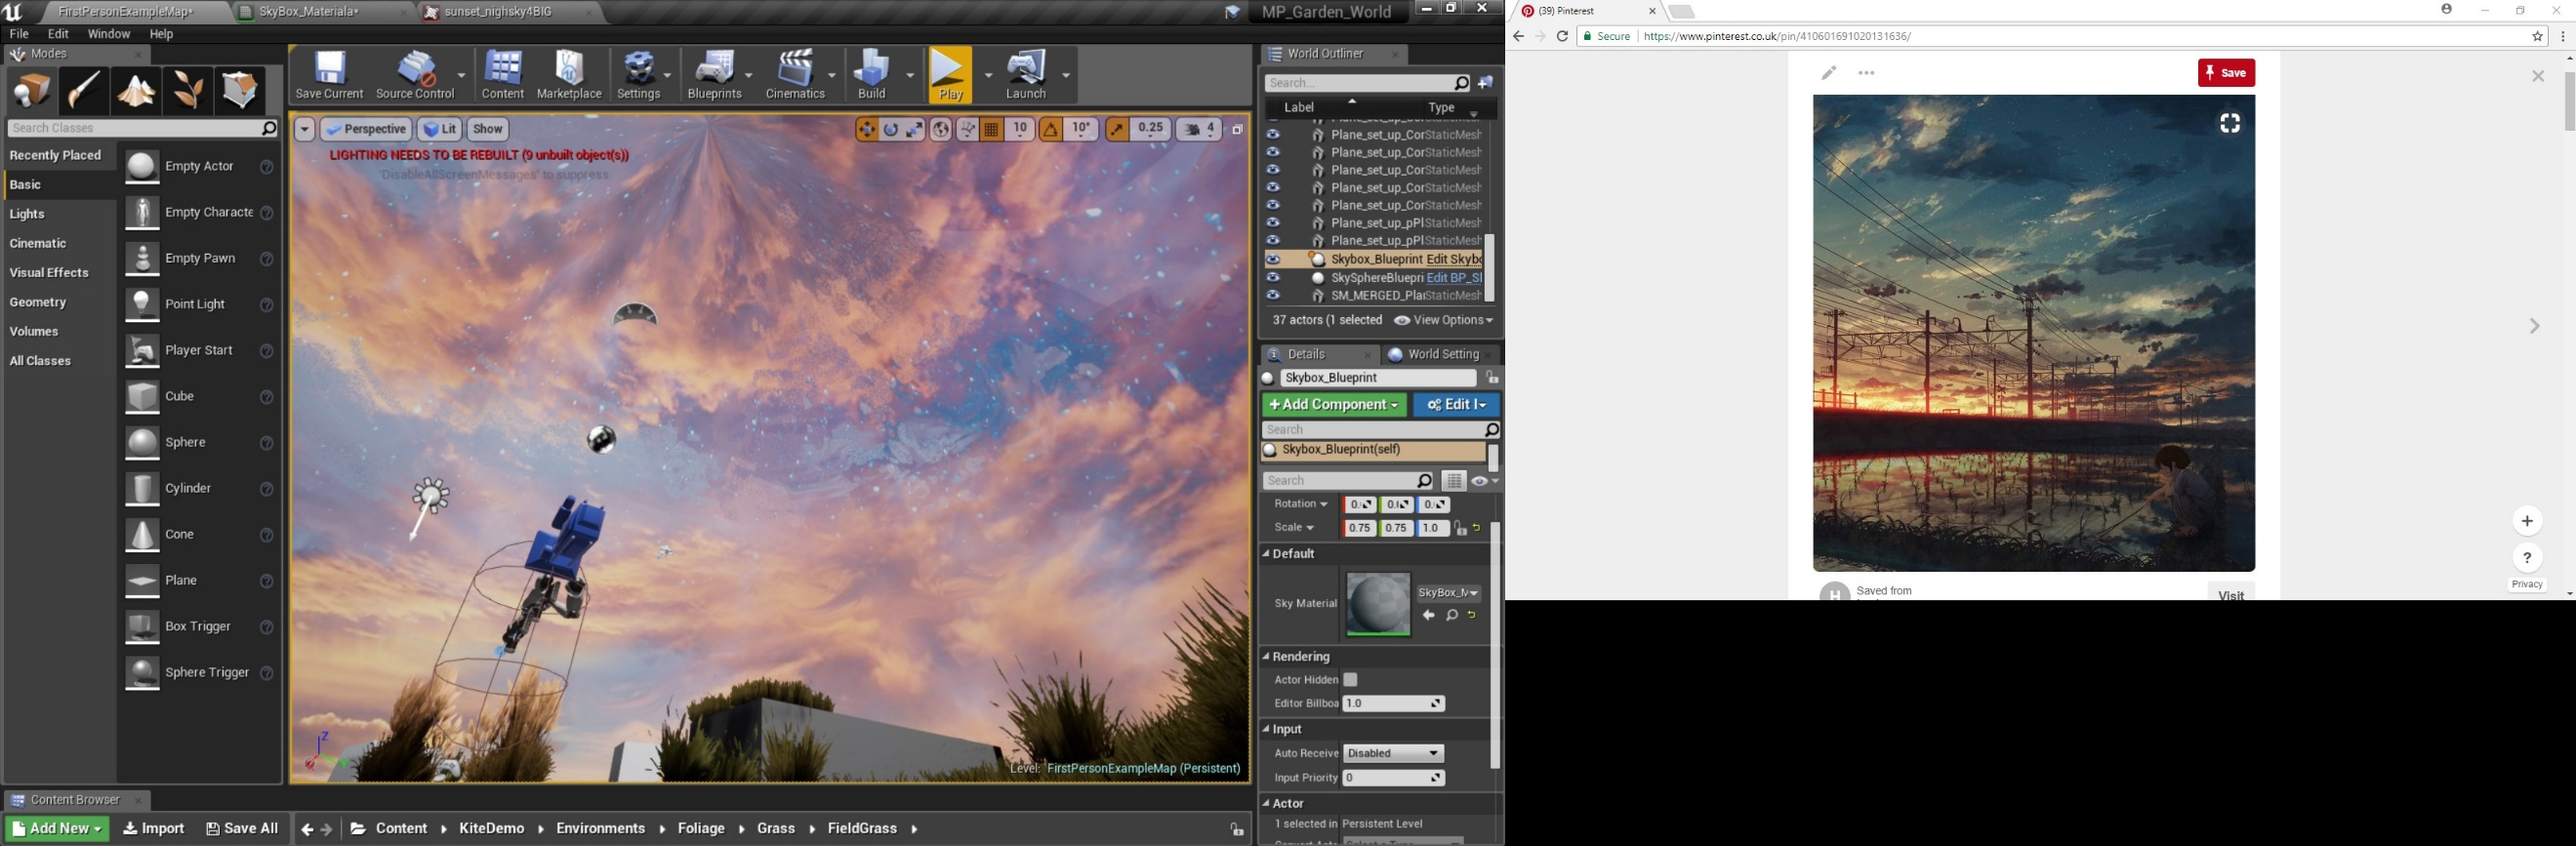 FirstPersonExampleMap*
SkyBox_Materiala*
sunset_nighsky4BIG
MP_Garden_World
File Edit Window Help
Modes
Search Classes
Recently Placed
Basic
Lights
Cinematic
Visual Effects
Geometry
Volumes
All Classes
Empty Actor
Empty Characte
Empty Pawn
Point Light
Player Start
Cube
Sphere
Cylinder
Cone
Plane
Box Trigger
Sphere Trigger
Save Current Source Control Content Marketplace Settings Blueprints Cinematics Build Play Launch
Perspective Lit Show
10 10° 0.25 4
LIGHTING NEEDS TO BE REBUILT (9 unbuilt object(s))
'DisableAllScreenMessages' to suppress
Z
Y
Level: FirstPersonExampleMap (Persistent)
World Outliner
Search...
Label Type
Plane_set_up_Cor StaticMesh
Plane_set_up_Cor StaticMesh
Plane_set_up_Cor StaticMesh
Plane_set_up_Cor StaticMesh
Plane_set_up_Cor StaticMesh
Plane_set_up_pPl StaticMesh
Plane_set_up_pPl StaticMesh
Skybox_Blueprint Edit Skybo
SkySphereBluepri Edit BP_Sl
SM_MERGED_Plai StaticMesh
37 actors (1 selected View Options
Details World Setting
Skybox_Blueprint
+Add Component Edit
Search
Skybox_Blueprint(self)
Search
Rotation
Scale 0.75 0.75 1.0
Default
Sky Material SkyBox_M
Rendering
Actor Hidden
Editor Billboa 1.0
Input
Auto Receive Disabled
Input Priority 0
Actor
1 selected in Persistent Level
Content Browser
Add New Import Save All Content KiteDemo Environments Foliage Grass FieldGrass
(39) Pinterest
Secure https://www.pinterest.co.uk/pin/410601691020131636/
Save
+
?
Privacy
H
Saved from
Visit